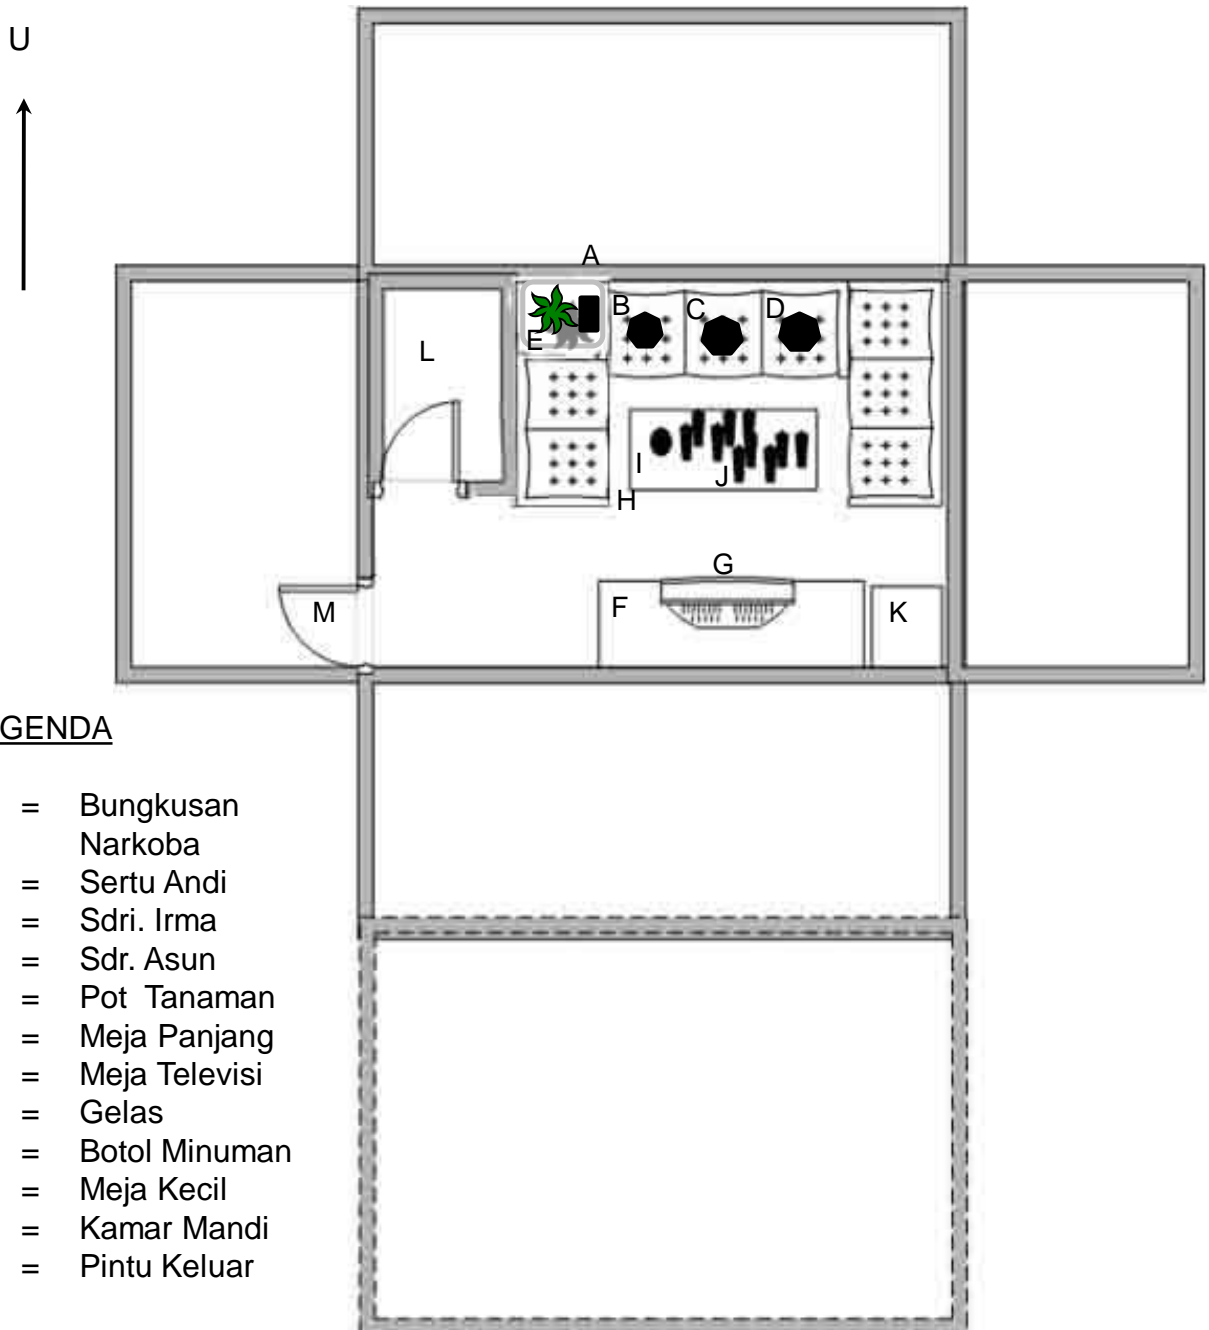 U
A
B
C
D
E
L
I
J
H
G
F
K
M
GENDA
= Bungkusan
Narkoba
= Sertu Andi
= Sdri. Irma
= Sdr. Asun
= Pot Tanaman
= Meja Panjang
= Meja Televisi
= Gelas
= Botol Minuman
= Meja Kecil
= Kamar Mandi
= Pintu Keluar